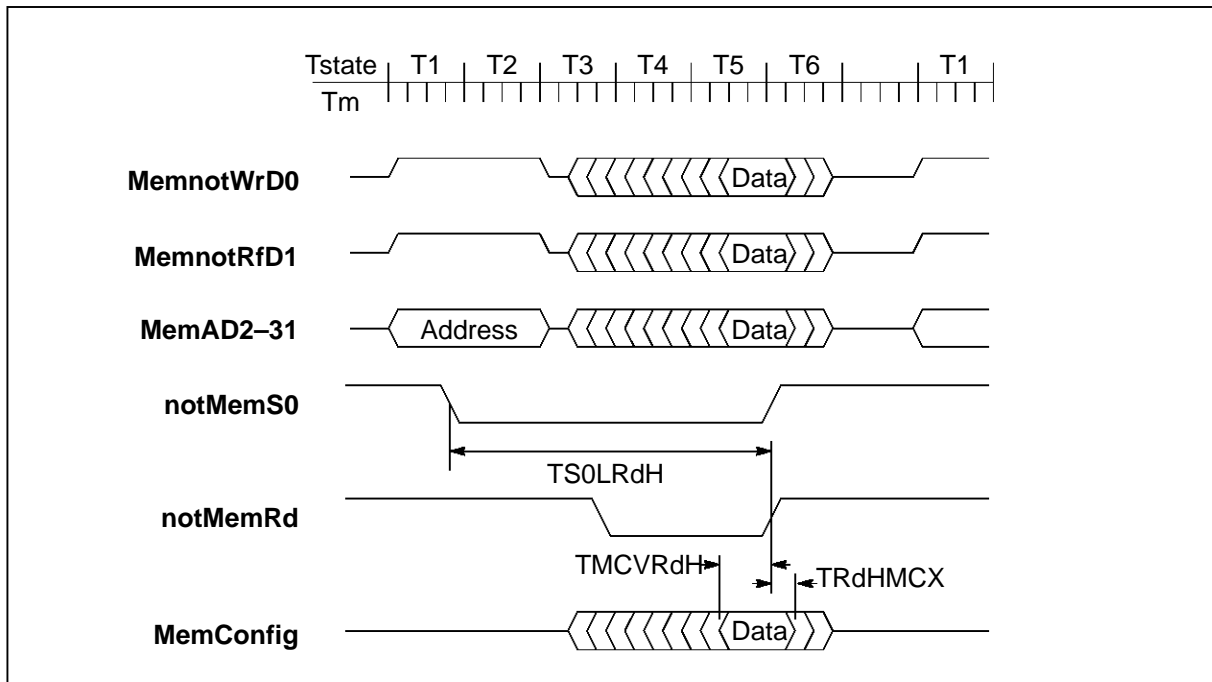 Tstate T1 T2 T3 T4 T5 T6 T1
Tm
MemnotWrD0 Data
MemnotRfD1 Data
MemAD2–31 Address Data
notMemS0
TS0LRdH
notMemRd
TMCVRdH TRdHMCX
MemConfig Data